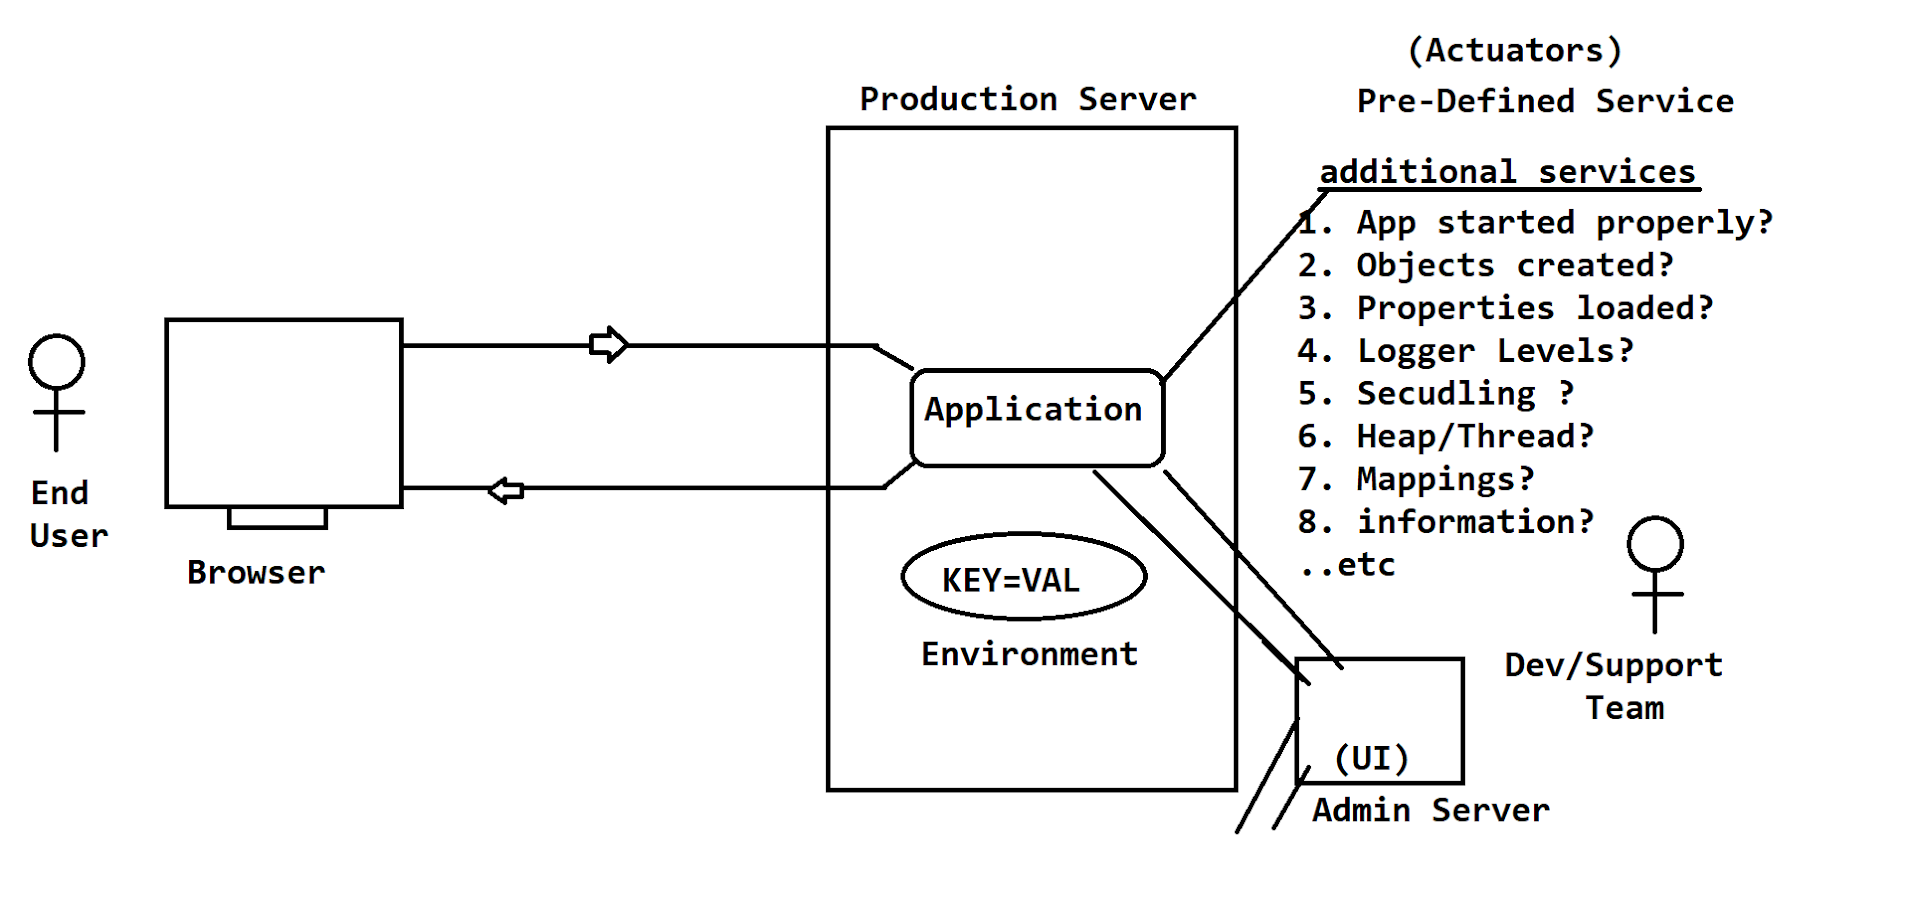 (Actuators)
Pre-Defined Service
Production Server
additional services
1. App started properly?
2. Objects created?
3. Properties loaded?
4. Logger Levels?
5. Secudling ?
6. Heap/Thread?
7. Mappings?
8. information?
..etc
Application
End
User
Browser
KEY=VAL
Environment
Dev/Support
Team
(UI)
Admin Server